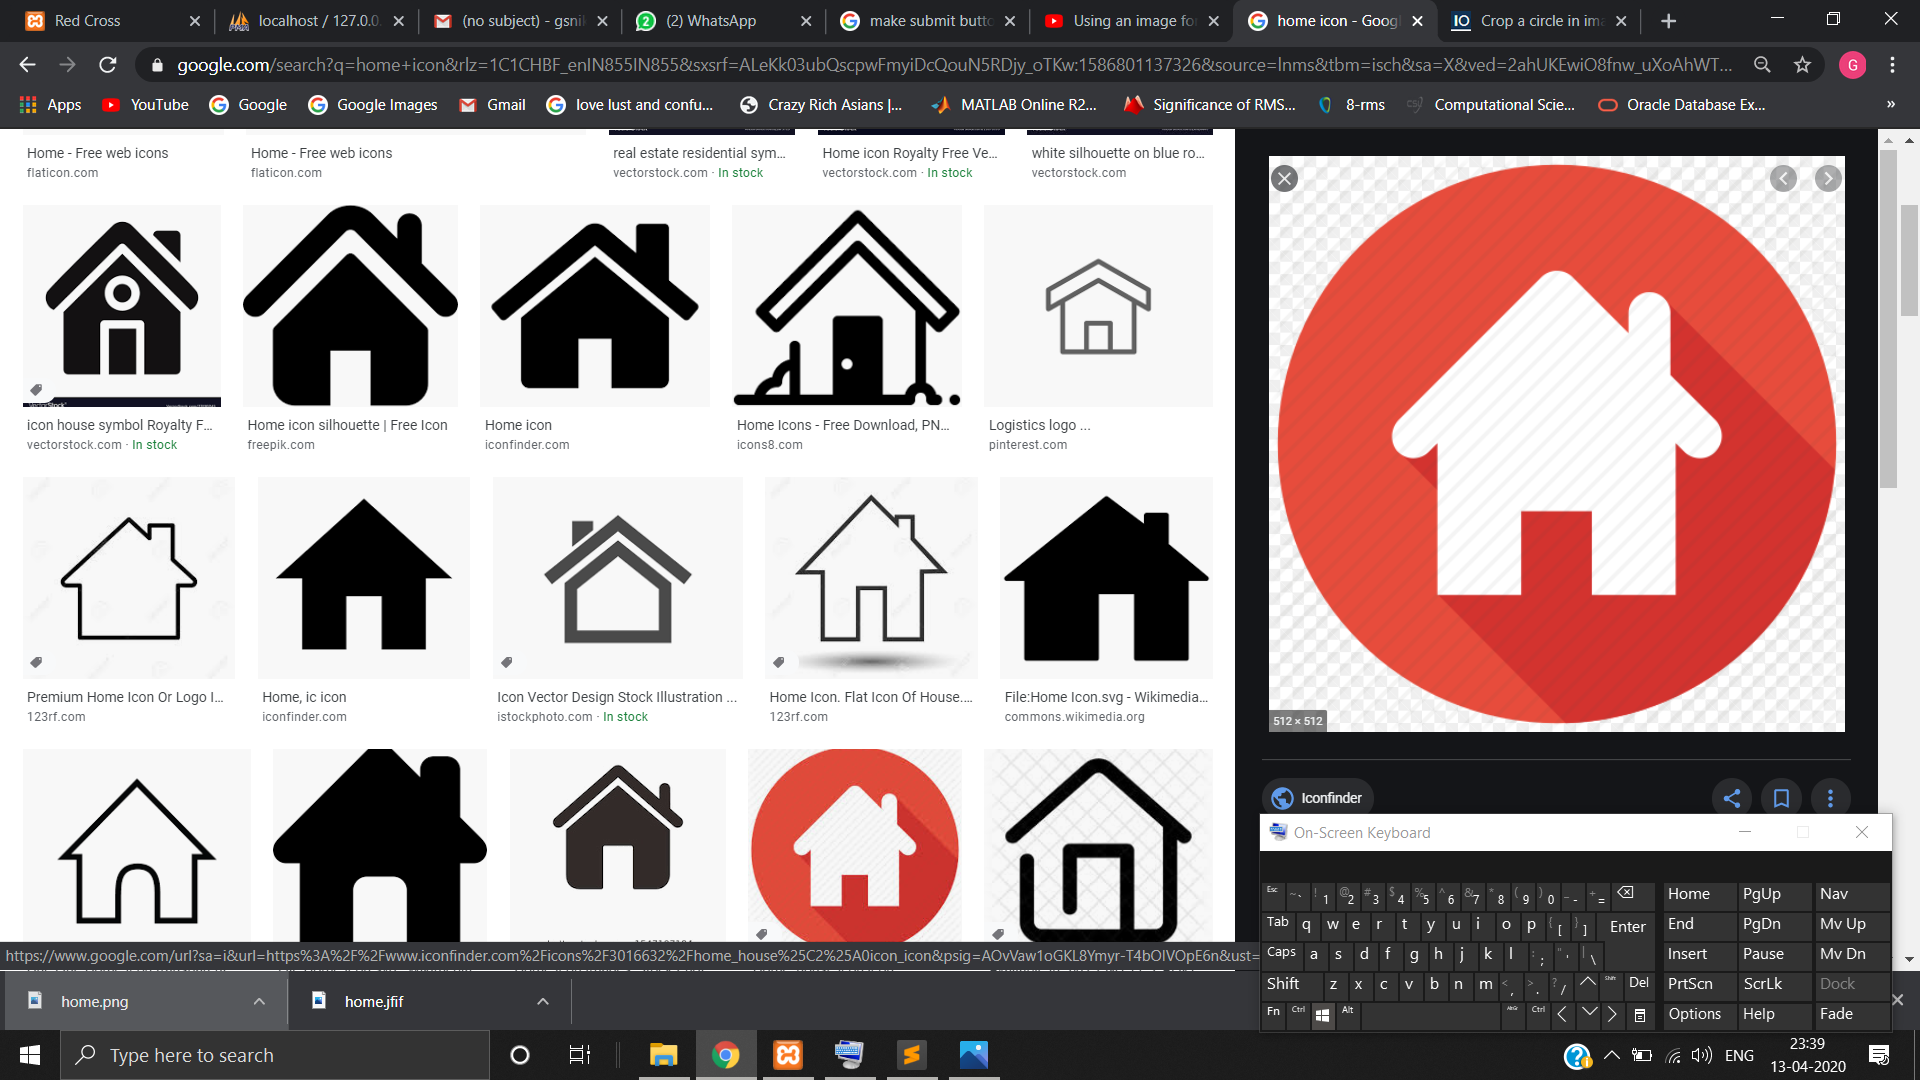 Red Cross
localhost / 127.0.0.
(no subject) - gsnik
(2) WhatsApp
make submit butto
Using an image fo
home icon - Goog
Crop a circle in ima
google.com/search?q=home+icon&rlz=1C1CHBF_enIN855IN855&sxsrf=ALeKk03ubQscpwFmyiDcQouN5RDjy_oTKw:1586801137326&source=lnms&tbm=isch&sa=X&ved=2ahUKEwiO8fnw_uXoAhWT...
G
Apps
YouTube
Google
Google Images
Gmail
love lust and confu...
Crazy Rich Asians |...
MATLAB Online R2...
Significance of RMS...
8-rms
Computational Scie...
Oracle Database Ex...
»
Home - Free web icons
flaticon.com
Home - Free web icons
flaticon.com
real estate residential sym...
vectorstock.com · In stock
Home icon Royalty Free Ve...
vectorstock.com · In stock
white silhouette on blue ro...
vectorstock.com
icon house symbol Royalty F...
vectorstock.com · In stock
Home icon silhouette | Free Icon
freepik.com
Home icon
iconfinder.com
Home Icons - Free Download, PN...
icons8.com
Logistics logo ...
pinterest.com
Premium Home Icon Or Logo I...
123rf.com
Home, ic icon
iconfinder.com
Icon Vector Design Stock Illustration ...
istockphoto.com · In stock
Home Icon. Flat Icon Of House....
123rf.com
File:Home Icon.svg - Wikimedia...
commons.wikimedia.org
512 × 512
Iconfinder
https://www.google.com/url?sa=i&url=https%3A%2F%2Fwww.iconfinder.com%2Ficons%2F3016632%2Fhome_house%25C2%25A0icon_icon&psig=AOvVaw1oGKL8Ymyr-T4bOlVOpE6n&ust=
On-Screen Keyboard
Esc ~ ` ! 1 @ 2 # 3 $ 4 % 5 ^ 6 & 7 * 8 ( 9 ) 0 _ - + = Home PgUp Nav
Tab q w e r t y u i o p { [ } ] Enter End PgDn Mv Up
Caps a s d f g h j k l : ; " ' | \ Insert Pause Mv Dn
Shift z x c v b n m < , > . ? / Shift Del PrtScn ScrLk Dock
Fn Ctrl Alt AltGr Ctrl Options Help Fade
home.png
home.jfif
Type here to search
ENG
23:39
13-04-2020